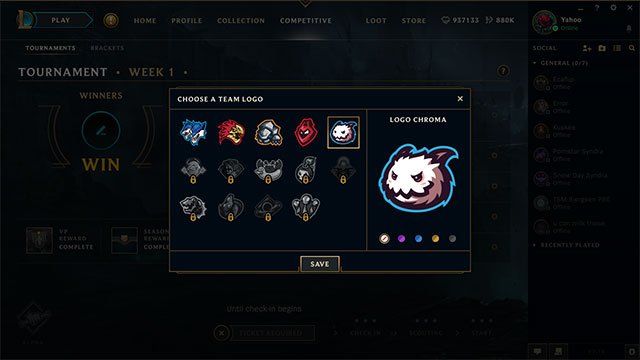 PLAY
HOME
PROFILE
COLLECTION
COMPETITIVE
LOOT
STORE
937133
880K
Yahoo
Online
TOURNAMENTS
BRACKETS
SOCIAL
TOURNAMENT • WEEK 1 •
?
GENERAL (0/7)
WINNERS
WIN
CHOOSE A TEAM LOGO
LOGO CHROMA
SAVE
Offline
Offline
Offline
Offline
Snow Day Syndra
Offline
Offline
Offline
RECENTLY PLAYED
VP
REWARD
COMPLETE
SEASON
REWARD
COMPLETE
Until check-in begins
TICKET REQUIRED
CHECK IN
SCOUTING
START